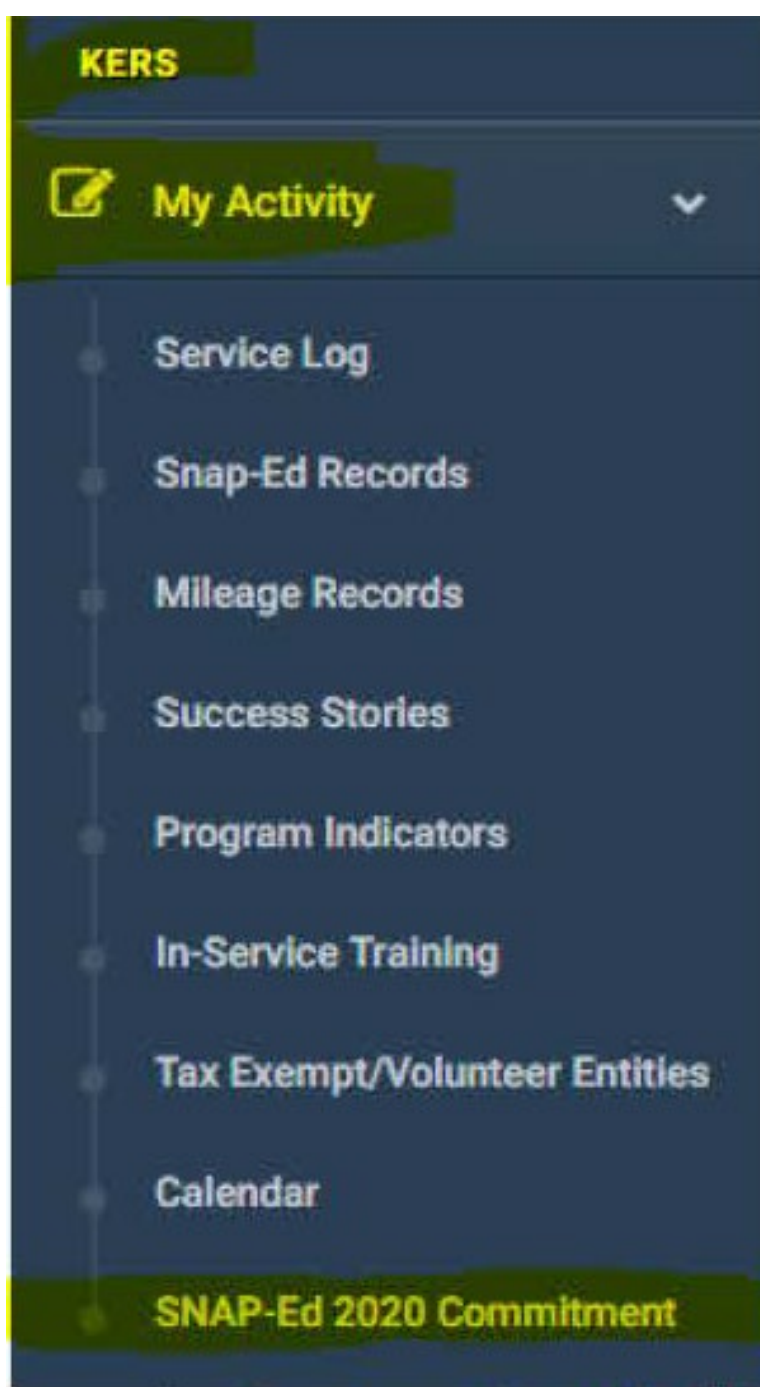 KERS
My Activity
Service Log
Snap-Ed Records
Mileage Records
Success Stories
Program Indicators
In-Service Training
Tax Exempt/Volunteer Entities
Calendar
SNAP-Ed 2020 Commitment